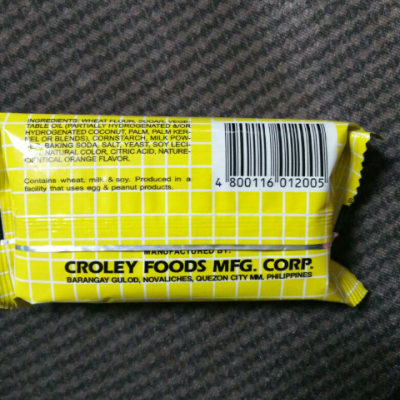 INGREDIENTS: WHEAT FLOUR, SUGAR, VEGE-
TABLE OIL (PARTIALLY HYDROGENATED &/OR
HYDROGENATED COCONUT, PALM, PALM KER-
NEL OR BLENDS), CORNSTARCH, MILK POW-
BAKING SODA, SALT, YEAST, SOY LECI-
NATURAL COLOR, CITRIC ACID, NATURE-
IDENTICAL ORANGE FLAVOR.
Contains wheat, milk & soy. Produced in a
facility that uses egg & peanut products.
4 800116 012005
MANUFACTURED BY:
CROLEY FOODS MFG. CORP.
BARANGAY GULOD, NOVALICHES, QUEZON CITY MM. PHILIPPINES